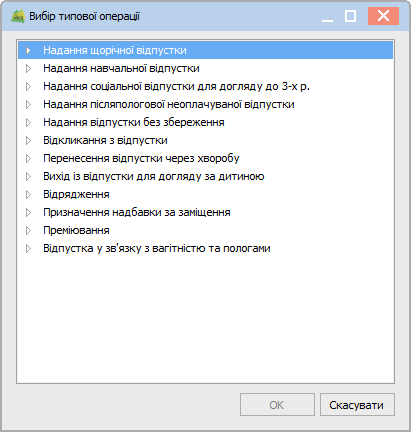 Вибір типової операції
Надання щорічної відпустки
Надання навчальної відпустки
Надання соціальної відпустки для догляду до 3-х р.
Надання післяпологової неоплачуваної відпустки
Надання відпустки без збереження
Відкликання з відпустки
Перенесення відпустки через хворобу
Вихід із відпустки для догляду за дитиною
Відрядження
Призначення надбавки за заміщення
Преміювання
Відпустка у зв'язку з вагітністю та пологами
ОК
Скасувати